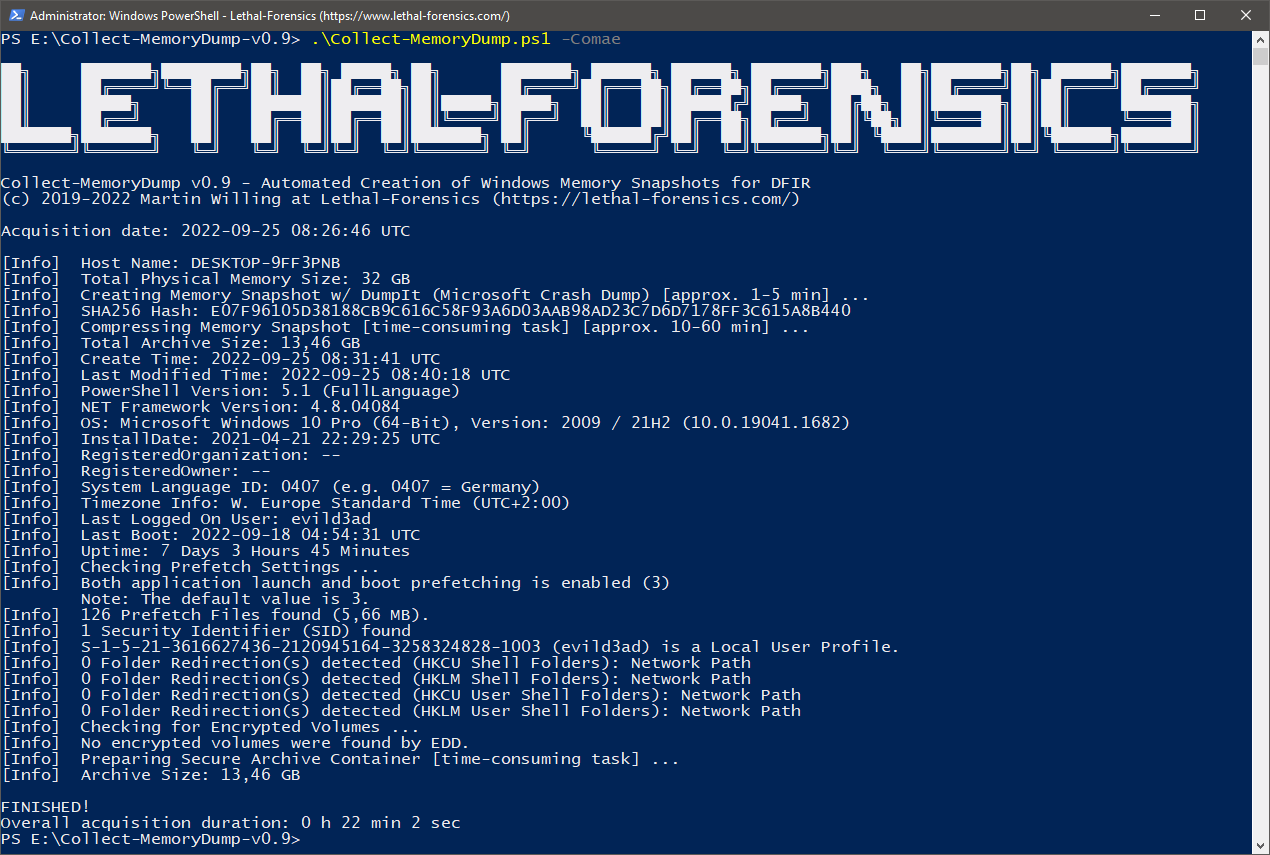 Administrator: Windows PowerShell - Lethal-Forensics (https://www.lethal-forensics.com/)
PS E:\Collect-MemoryDump-v0.9> .\Collect-MemoryDump.ps1 -Comae
LETHAL-FORENSICS
Collect-MemoryDump v0.9 - Automated Creation of Windows Memory Snapshots for DFIR
(c) 2019-2022 Martin Willing at Lethal-Forensics (https://lethal-forensics.com/)
Acquisition date: 2022-09-25 08:26:46 UTC
[Info]  Host Name: DESKTOP-9FF3PNB
[Info]  Total Physical Memory Size: 32 GB
[Info]  Creating Memory Snapshot w/ DumpIt (Microsoft Crash Dump) [approx. 1-5 min] ...
[Info]  SHA256 Hash: E07F96105D38188CB9C616C58F93A6D03AAB98AD23C7D6D7178FF3C615A8B440
[Info]  Compressing Memory Snapshot [time-consuming task] [approx. 10-60 min] ...
[Info]  Total Archive Size: 13,46 GB
[Info]  Create Time: 2022-09-25 08:31:41 UTC
[Info]  Last Modified Time: 2022-09-25 08:40:18 UTC
[Info]  PowerShell Version: 5.1 (FullLanguage)
[Info]  NET Framework Version: 4.8.04084
[Info]  OS: Microsoft Windows 10 Pro (64-Bit), Version: 2009 / 21H2 (10.0.19041.1682)
[Info]  InstallDate: 2021-04-21 22:29:25 UTC
[Info]  RegisteredOrganization: --
[Info]  RegisteredOwner: --
[Info]  System Language ID: 0407 (e.g. 0407 = Germany)
[Info]  Timezone Info: W. Europe Standard Time (UTC+2:00)
[Info]  Last Logged On User: evild3ad
[Info]  Last Boot: 2022-09-18 04:54:31 UTC
[Info]  Uptime: 7 Days 3 Hours 45 Minutes
[Info]  Checking Prefetch Settings ...
[Info]  Both application launch and boot prefetching is enabled (3)
Note: The default value is 3.
[Info]  126 Prefetch Files found (5,66 MB).
[Info]  1 Security Identifier (SID) found
[Info]  S-1-5-21-3616627436-2120945164-3258324828-1003 (evild3ad) is a Local User Profile.
[Info]  0 Folder Redirection(s) detected (HKCU Shell Folders): Network Path
[Info]  0 Folder Redirection(s) detected (HKLM Shell Folders): Network Path
[Info]  0 Folder Redirection(s) detected (HKCU User Shell Folders): Network Path
[Info]  0 Folder Redirection(s) detected (HKLM User Shell Folders): Network Path
[Info]  Checking for Encrypted Volumes ...
[Info]  No encrypted volumes were found by EDD.
[Info]  Preparing Secure Archive Container [time-consuming task] ...
[Info]  Archive Size: 13,46 GB
FINISHED!
Overall acquisition duration: 0 h 22 min 2 sec
PS E:\Collect-MemoryDump-v0.9>